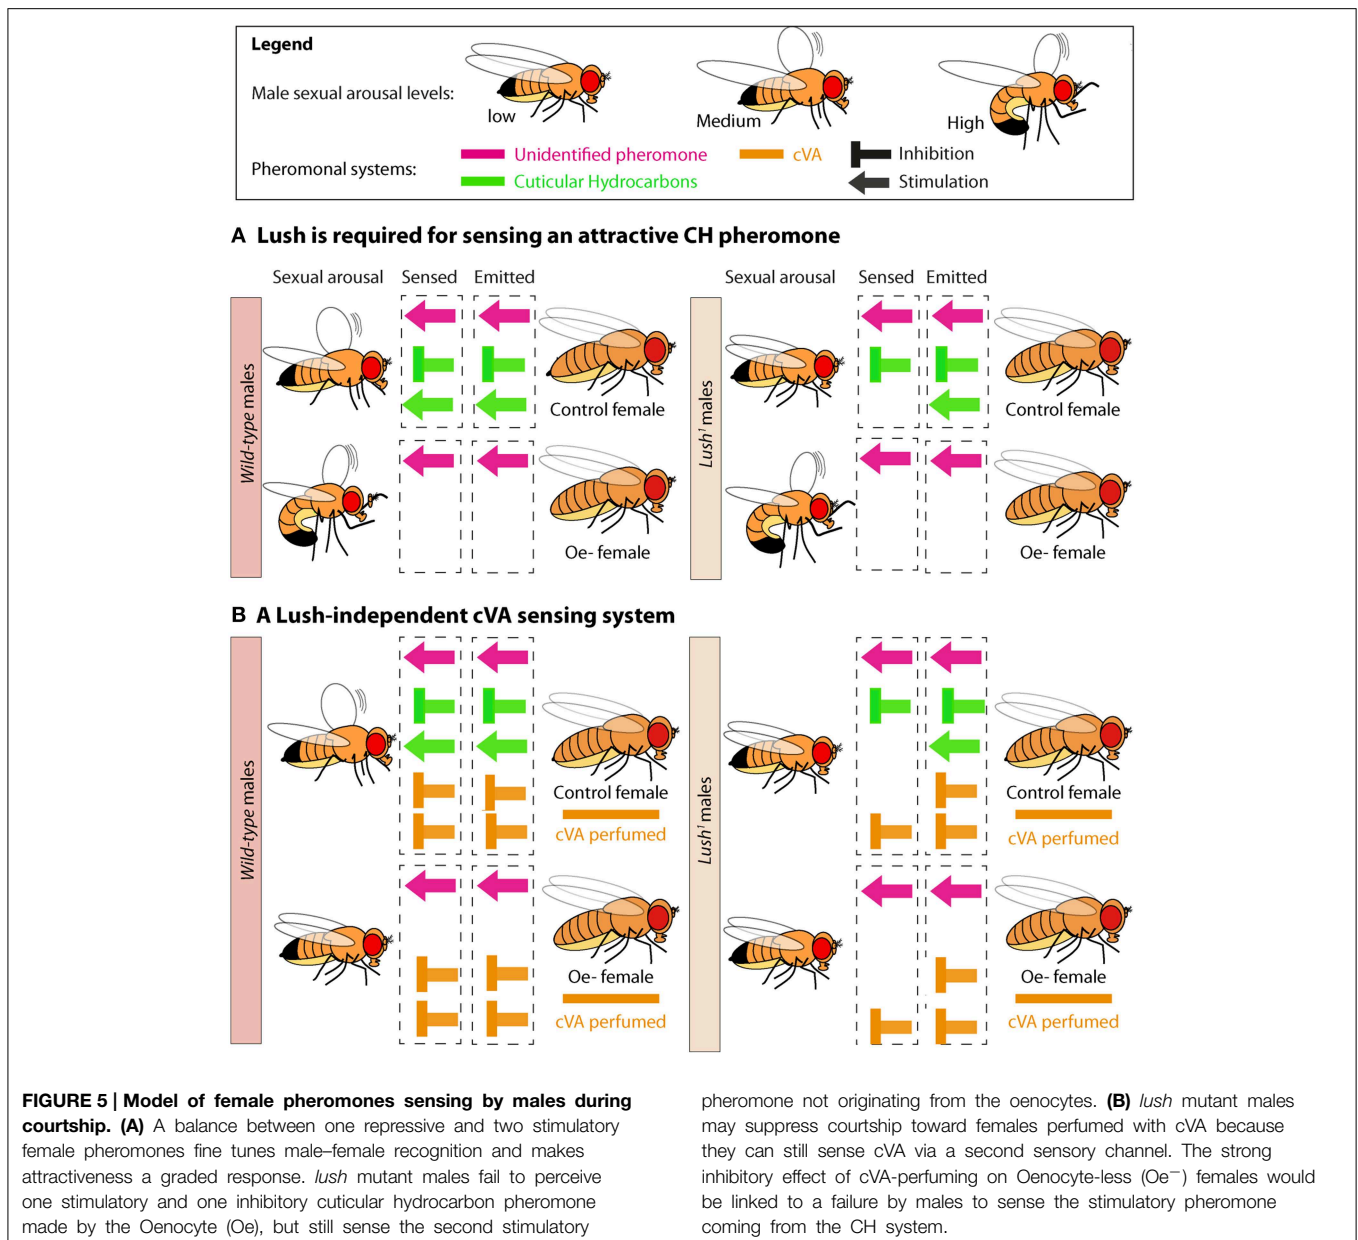 Legend
Male sexual arousal levels:
low
Medium
High
Pheromonal systems:
Unidentified pheromone
cVA
Inhibition
Cuticular Hydrocarbons
Stimulation
A Lush is required for sensing an attractive CH pheromone
Sexual arousal Sensed Emitted
Sexual arousal Sensed Emitted
Wild-type males
Control female
Oe- female
Lush¹ males
Control female
Oe- female
B A Lush-independent cVA sensing system
Wild-type males
Control female
cVA perfumed
Oe- female
cVA perfumed
Lush¹ males
Control female
cVA perfumed
Oe- female
cVA perfumed
FIGURE 5 | Model of female pheromones sensing by males during
courtship. (A) A balance between one repressive and two stimulatory
female pheromones fine tunes male–female recognition and makes
attractiveness a graded response. lush mutant males fail to perceive
one stimulatory and one inhibitory cuticular hydrocarbon pheromone
made by the Oenocyte (Oe), but still sense the second stimulatory
pheromone not originating from the oenocytes. (B) lush mutant males
may suppress courtship toward females perfumed with cVA because
they can still sense cVA via a second sensory channel. The strong
inhibitory effect of cVA-perfuming on Oenocyte-less (Oe⁻) females would
be linked to a failure by males to sense the stimulatory pheromone
coming from the CH system.